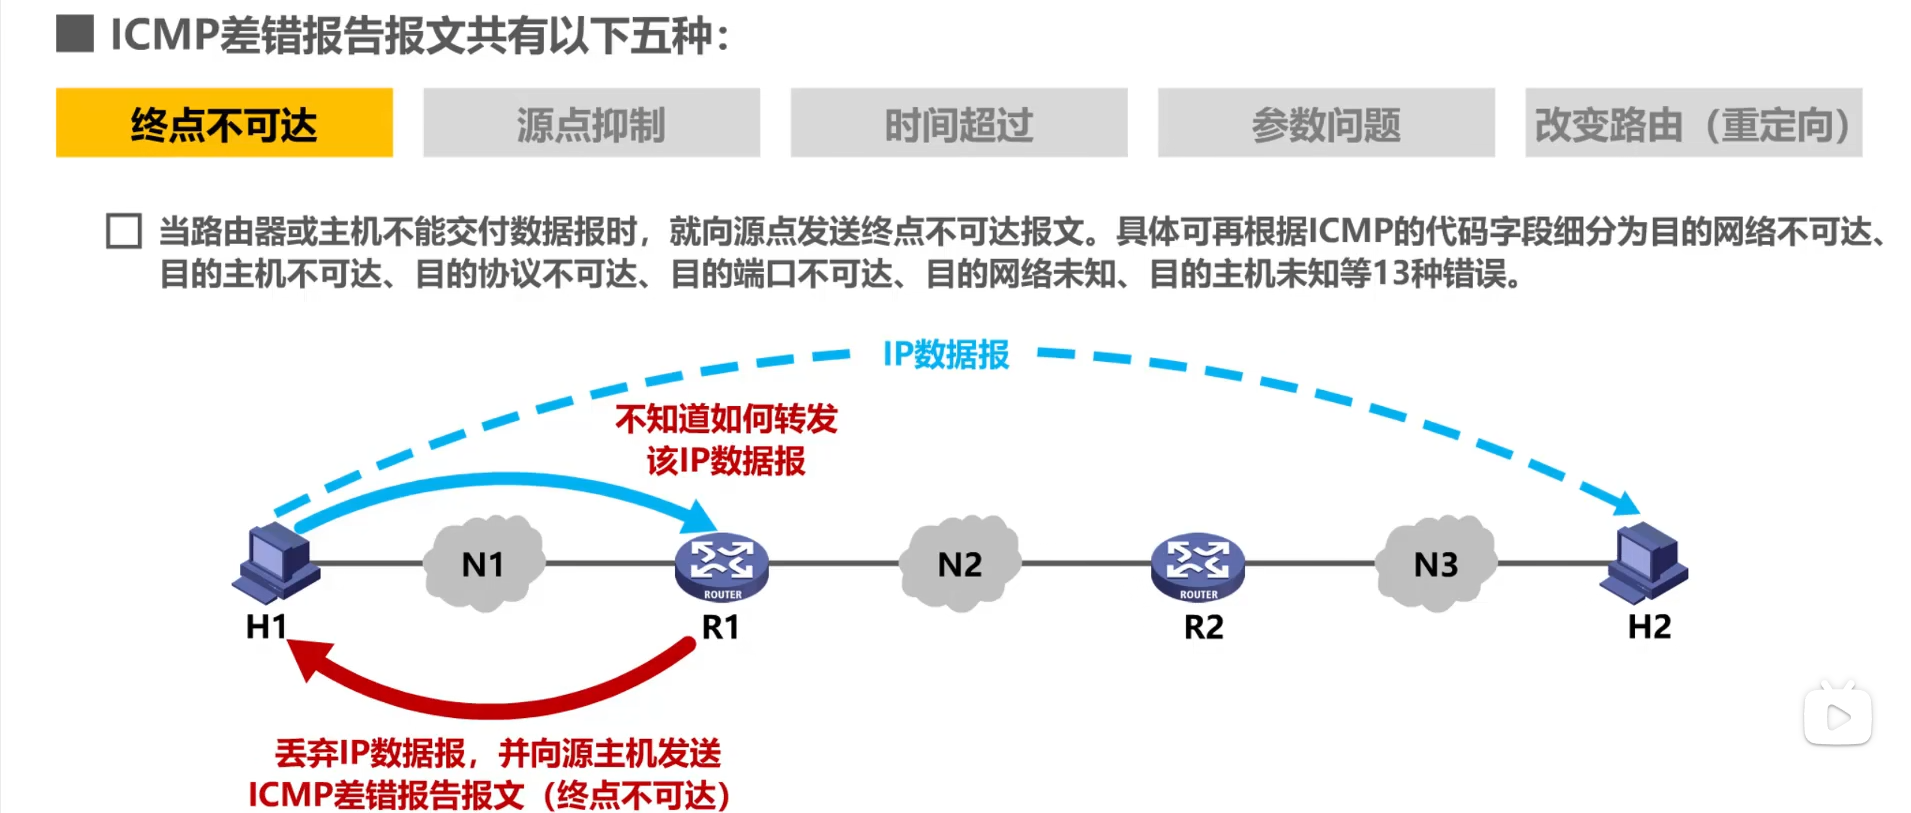 ICMP差错报告报文共有以下五种：
终点不可达
源点抑制
时间超过
参数问题
改变路由（重定向）
当路由器或主机不能交付数据报时，就向源点发送终点不可达报文。具体可再根据ICMP的代码字段细分为目的网络不可达、
目的主机不可达、目的协议不可达、目的端口不可达、目的网络未知、目的主机未知等13种错误。
IP数据报
不知道如何转发
该IP数据报
N1
N2
N3
ROUTER
ROUTER
H1
R1
R2
H2
丢弃IP数据报，并向源主机发送
ICMP差错报告报文（终点不可达）